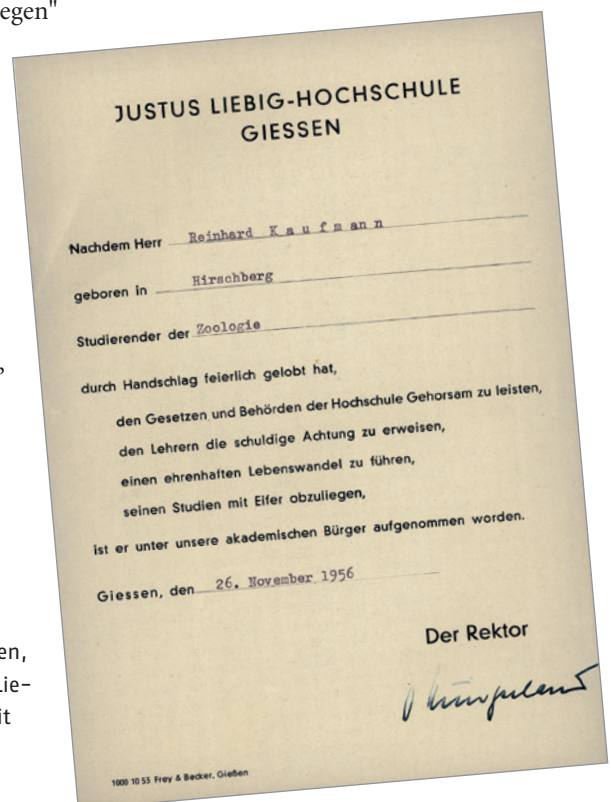 egen"
JUSTUS LIEBIG-HOCHSCHULE
GIESSEN
Nachdem Herr Reinhard Kaufmann
geboren in Hirschberg
Studierender der Zoologie
,
durch Handschlag feierlich gelobt hat,
den Gesetzen und Behörden der Hochschule Gehorsam zu leisten,
den Lehrern die schuldige Achtung zu erweisen,
einen ehrenhaften Lebenswandel zu führen,
seinen Studien mit Eifer obzuliegen,
ist er unter unsere akademischen Bürger aufgenommen worden.
Giessen, den 26. November 1956
en,
Lie-
it
Der Rektor
1000 10 53 Frey & Becker, Gießen